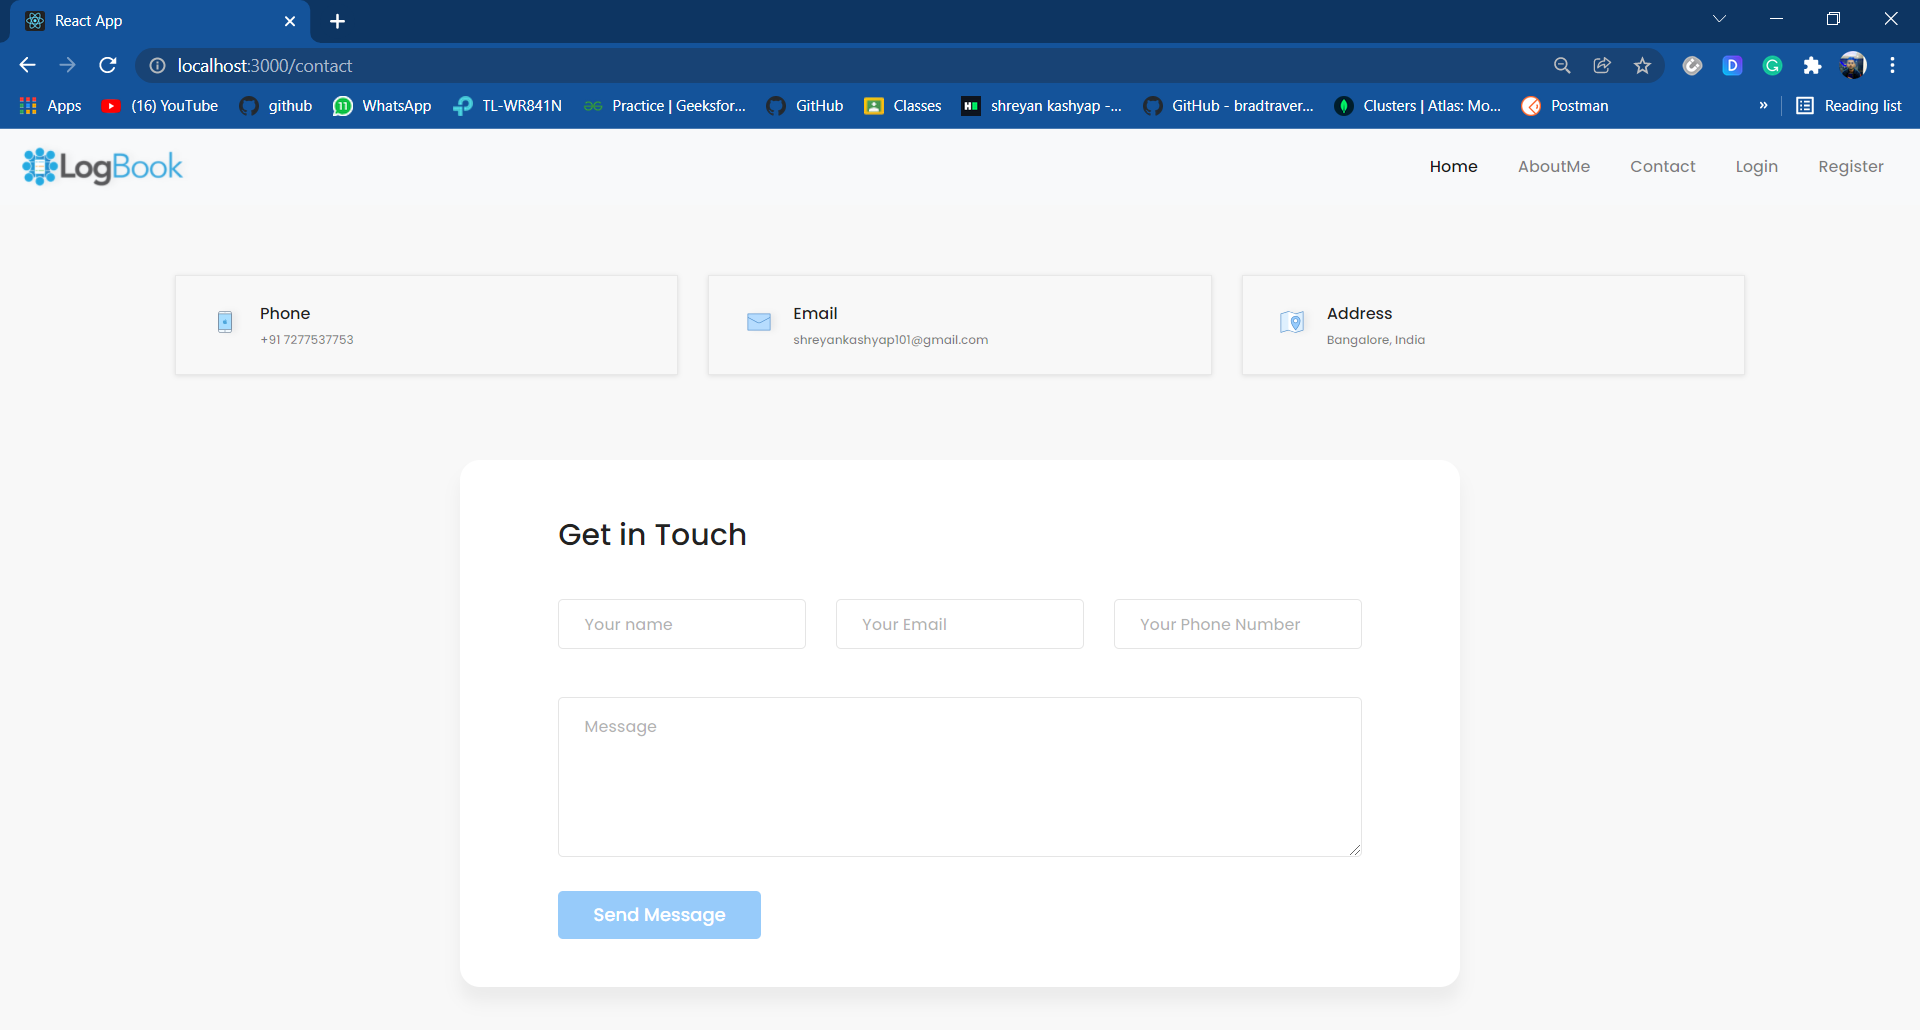 React App
localhost:3000/contact
Apps (16) YouTube github 11 WhatsApp TL-WR841N Practice | Geeksfor... GitHub Classes shreyan kashyap -... GitHub - bradtraver... Clusters | Atlas: Mo... Postman » Reading list
LogBook Home AboutMe Contact Login Register
Phone
+91 7277537753
Email
shreyankashyap101@gmail.com
Address
Bangalore, India
Get in Touch
Your name Your Email Your Phone Number
Message
Send Message